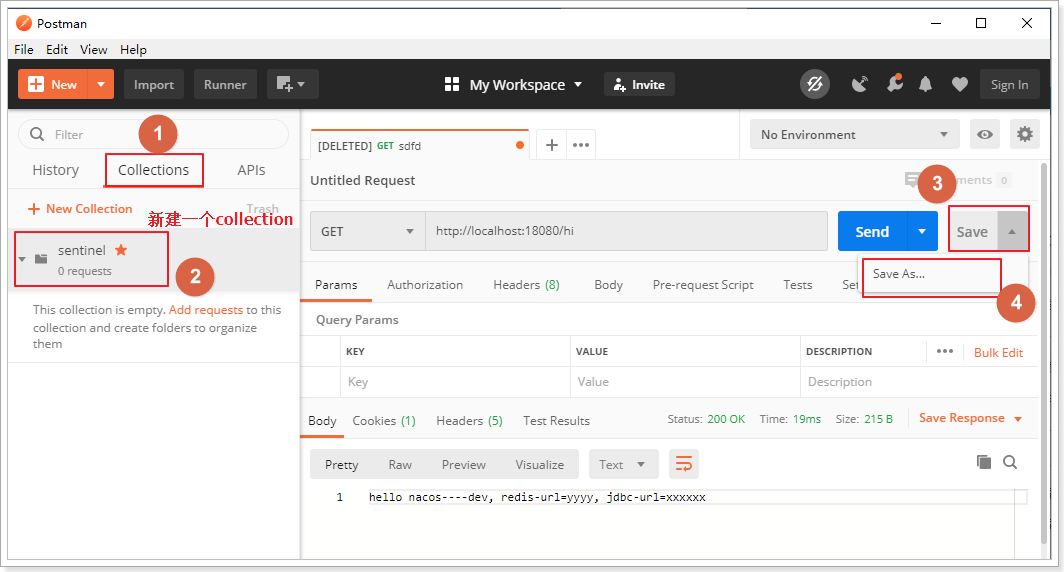 Postman
File Edit View Help
New Import Runner My Workspace Invite Sign In
Filter 1
History Collections APIs
New Collection Trash
新建一个collection
sentinel
0 requests
2
This collection is empty. Add requests to this
collection and create folders to organize
them
[DELETED] GET sdfd
No Environment
Untitled Request
3 ments 0
GET http://localhost:18080/hi Send Save
Save As...
4
Params Authorization Headers (8) Body Pre-request Script Tests Set
Query Params
KEY VALUE DESCRIPTION ••• Bulk Edit
Key Value Description
Body Cookies (1) Headers (5) Test Results Status: 200 OK Time: 19ms Size: 215 B Save Response
Pretty Raw Preview Visualize Text
1 hello nacos----dev, redis-url=yyyy, jdbc-url=xxxxxx